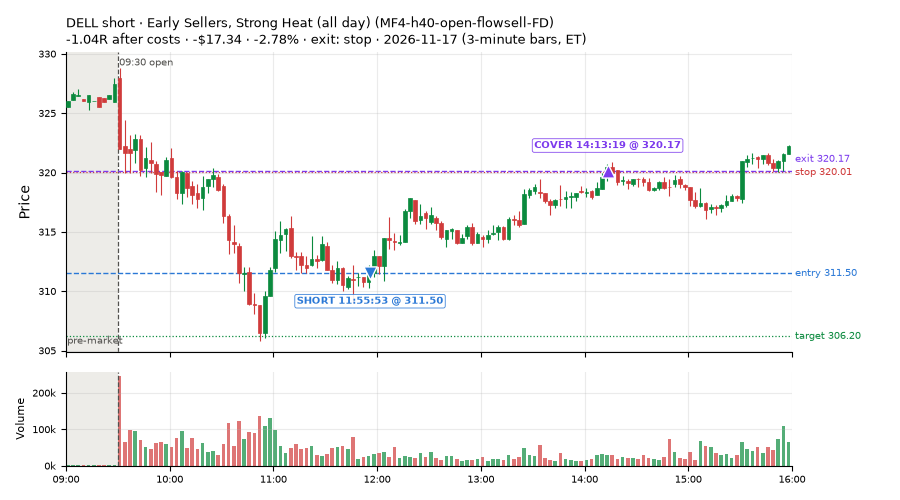 DELL short · Early Sellers, Strong Heat (all day) (MF4-h40-open-flowsell-FD)
-1.04R after costs · -$17.34 · -2.78% · exit: stop · 2026-11-17 (3-minute bars, ET)
330
325
320
315
310
305
Price
09:30 open
pre-market
COVER 14:13:19 @ 320.17
SHORT 11:55:53 @ 311.50
exit 320.17
stop 320.01
entry 311.50
target 306.20
200k
100k
0k
Volume
09:00 10:00 11:00 12:00 13:00 14:00 15:00 16:00